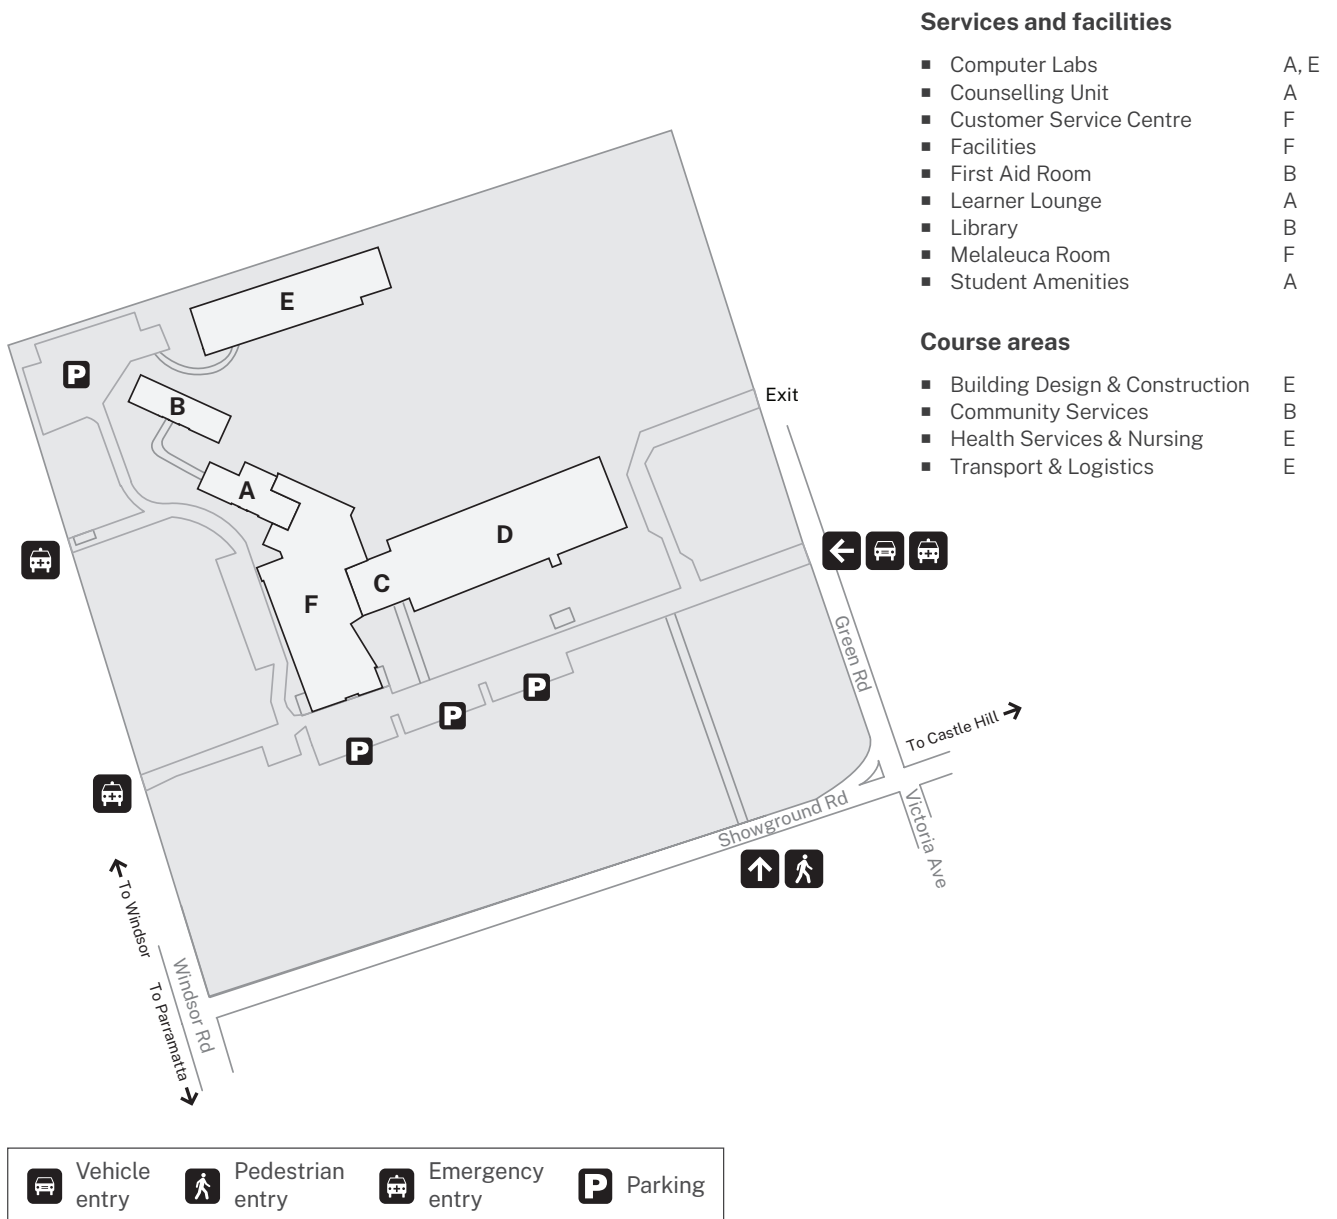 Services and facilities
Computer Labs A, E
Counselling Unit A
Customer Service Centre F
Facilities F
First Aid Room B
Learner Lounge A
Library B
Melaleuca Room F
Student Amenities A
Course areas
Building Design & Construction E
Community Services B
Health Services & Nursing E
Transport & Logistics E
E
P
B
Exit
A
D
C
F
Green Rd
P
P
P
To Castle Hill
Showground Rd
Victoria Ave
To Windsor
Windsor Rd
To Parramatta
Vehicle
entry
Pedestrian
entry
Emergency
entry
P Parking